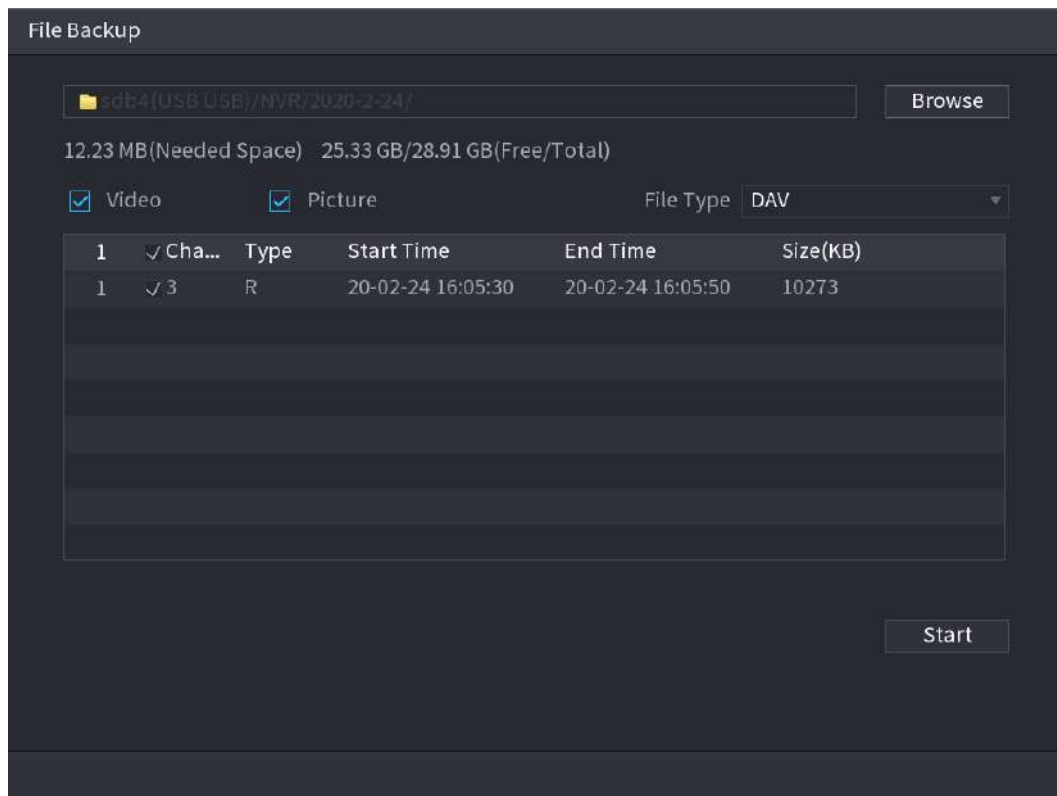 File Backup
sdb4(USB USB)/NVR/2020-2-24/ Browse
12.23 MB(Needed Space) 25.33 GB/28.91 GB(Free/Total)
Video Picture File Type DAV
1 Cha... Type Start Time End Time Size(KB)
1 3 R 20-02-24 16:05:30 20-02-24 16:05:50 10273
Start